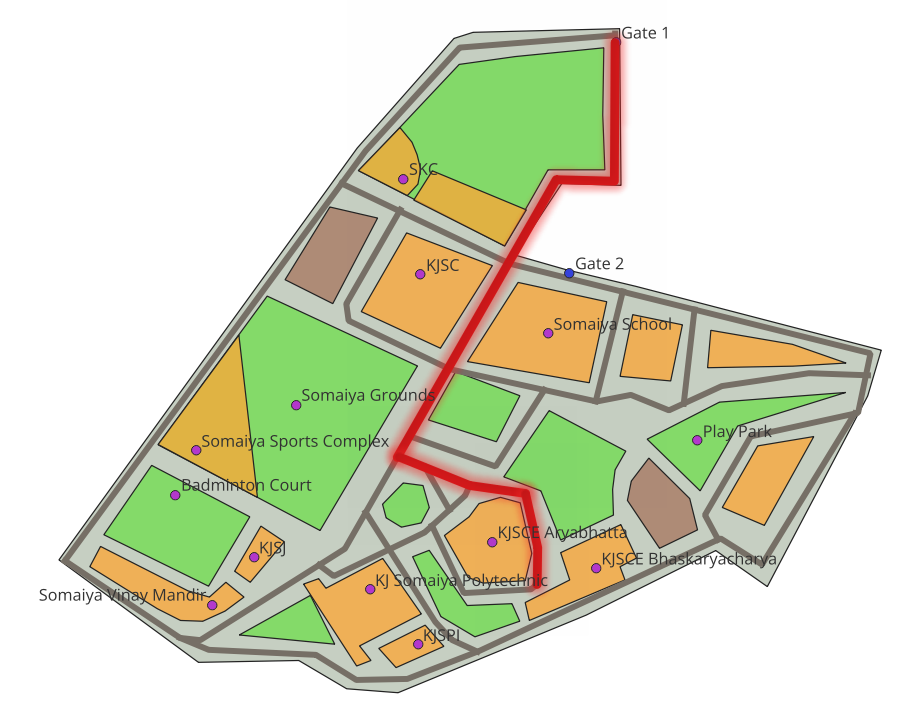 Gate 1
SKC
KJSC
Gate 2
Somaiya School
Somaiya Grounds
Play Park
Somaiya Sports Complex
Badminton Court
KJSCE Aryabhatta
KJSJ
KJSCE Bhaskaryacharya
KJ Somaiya Polytechnic
Somaiya Vinay Mandir
KJSPI